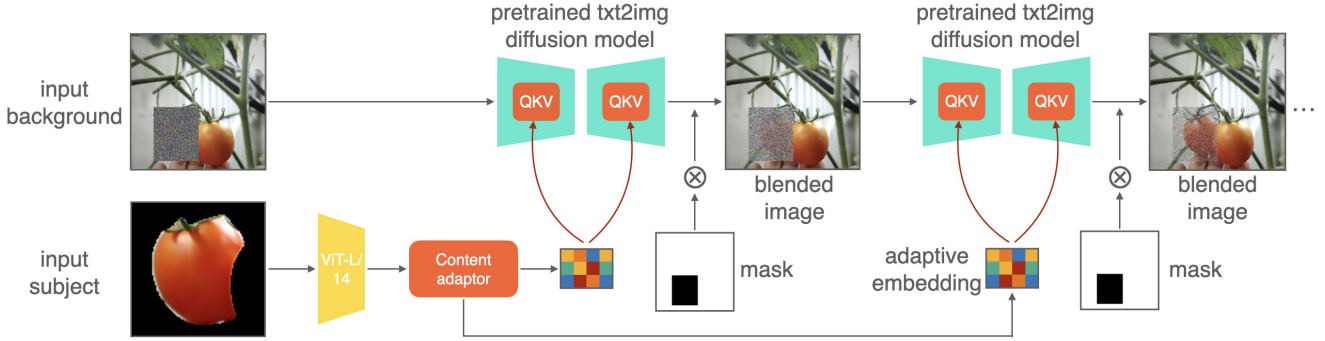 pretrained txt2img
diffusion model
pretrained txt2img
diffusion model
input
background
QKV
QKV
QKV
QKV
...
blended
image
blended
image
input
subject
ViT-L/
14
Content
adaptor
mask
adaptive
embedding
mask